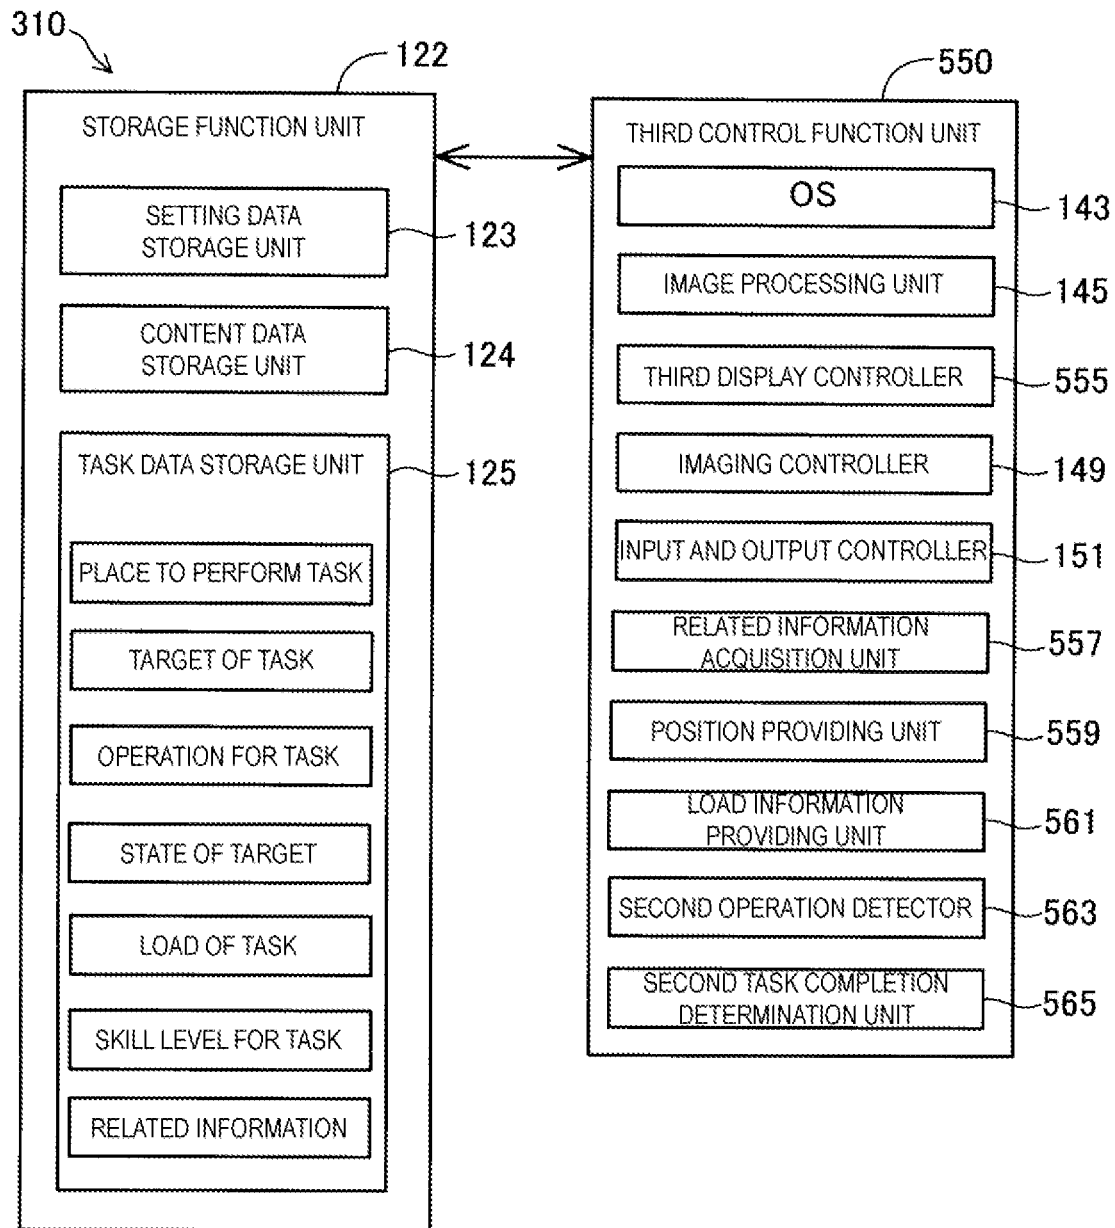 310
122
STORAGE FUNCTION UNIT
SETTING DATA
STORAGE UNIT
123
CONTENT DATA
STORAGE UNIT
124
TASK DATA STORAGE UNIT
125
PLACE TO PERFORM TASK
TARGET OF TASK
OPERATION FOR TASK
STATE OF TARGET
LOAD OF TASK
SKILL LEVEL FOR TASK
RELATED INFORMATION
550
THIRD CONTROL FUNCTION UNIT
OS
143
IMAGE PROCESSING UNIT
145
THIRD DISPLAY CONTROLLER
555
IMAGING CONTROLLER
149
INPUT AND OUTPUT CONTROLLER
151
RELATED INFORMATION
ACQUISITION UNIT
557
POSITION PROVIDING UNIT
559
LOAD INFORMATION
PROVIDING UNIT
561
SECOND OPERATION DETECTOR
563
SECOND TASK COMPLETION
DETERMINATION UNIT
565